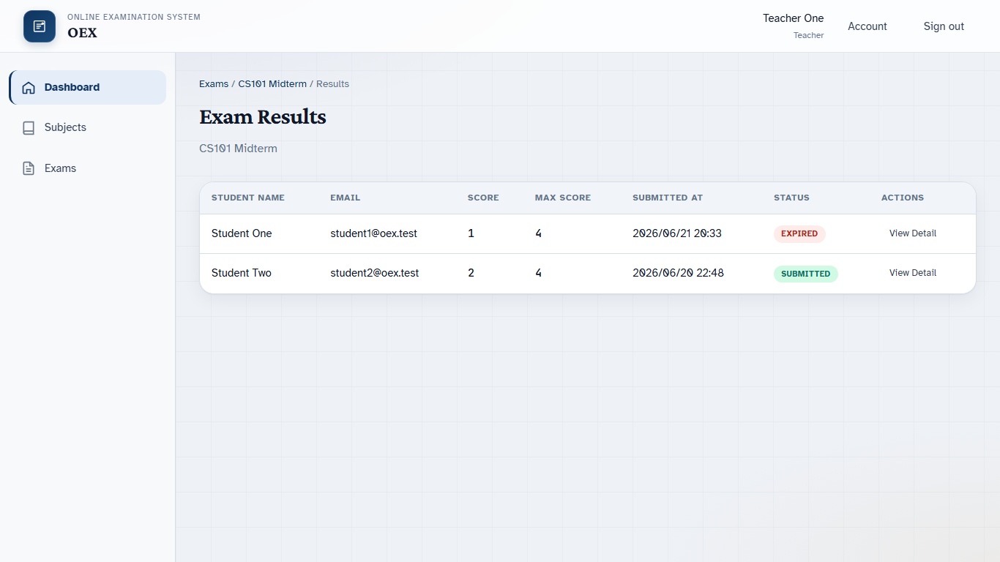 ONLINE EXAMINATION SYSTEM
OEX
Teacher One
Teacher
Account
Sign out
Dashboard
Subjects
Exams
Exams / CS101 Midterm / Results
Exam Results
CS101 Midterm
STUDENT NAME EMAIL SCORE MAX SCORE SUBMITTED AT STATUS ACTIONS
Student One student1@oex.test 1 4 2026/06/21 20:33 EXPIRED View Detail
Student Two student2@oex.test 2 4 2026/06/20 22:48 SUBMITTED View Detail